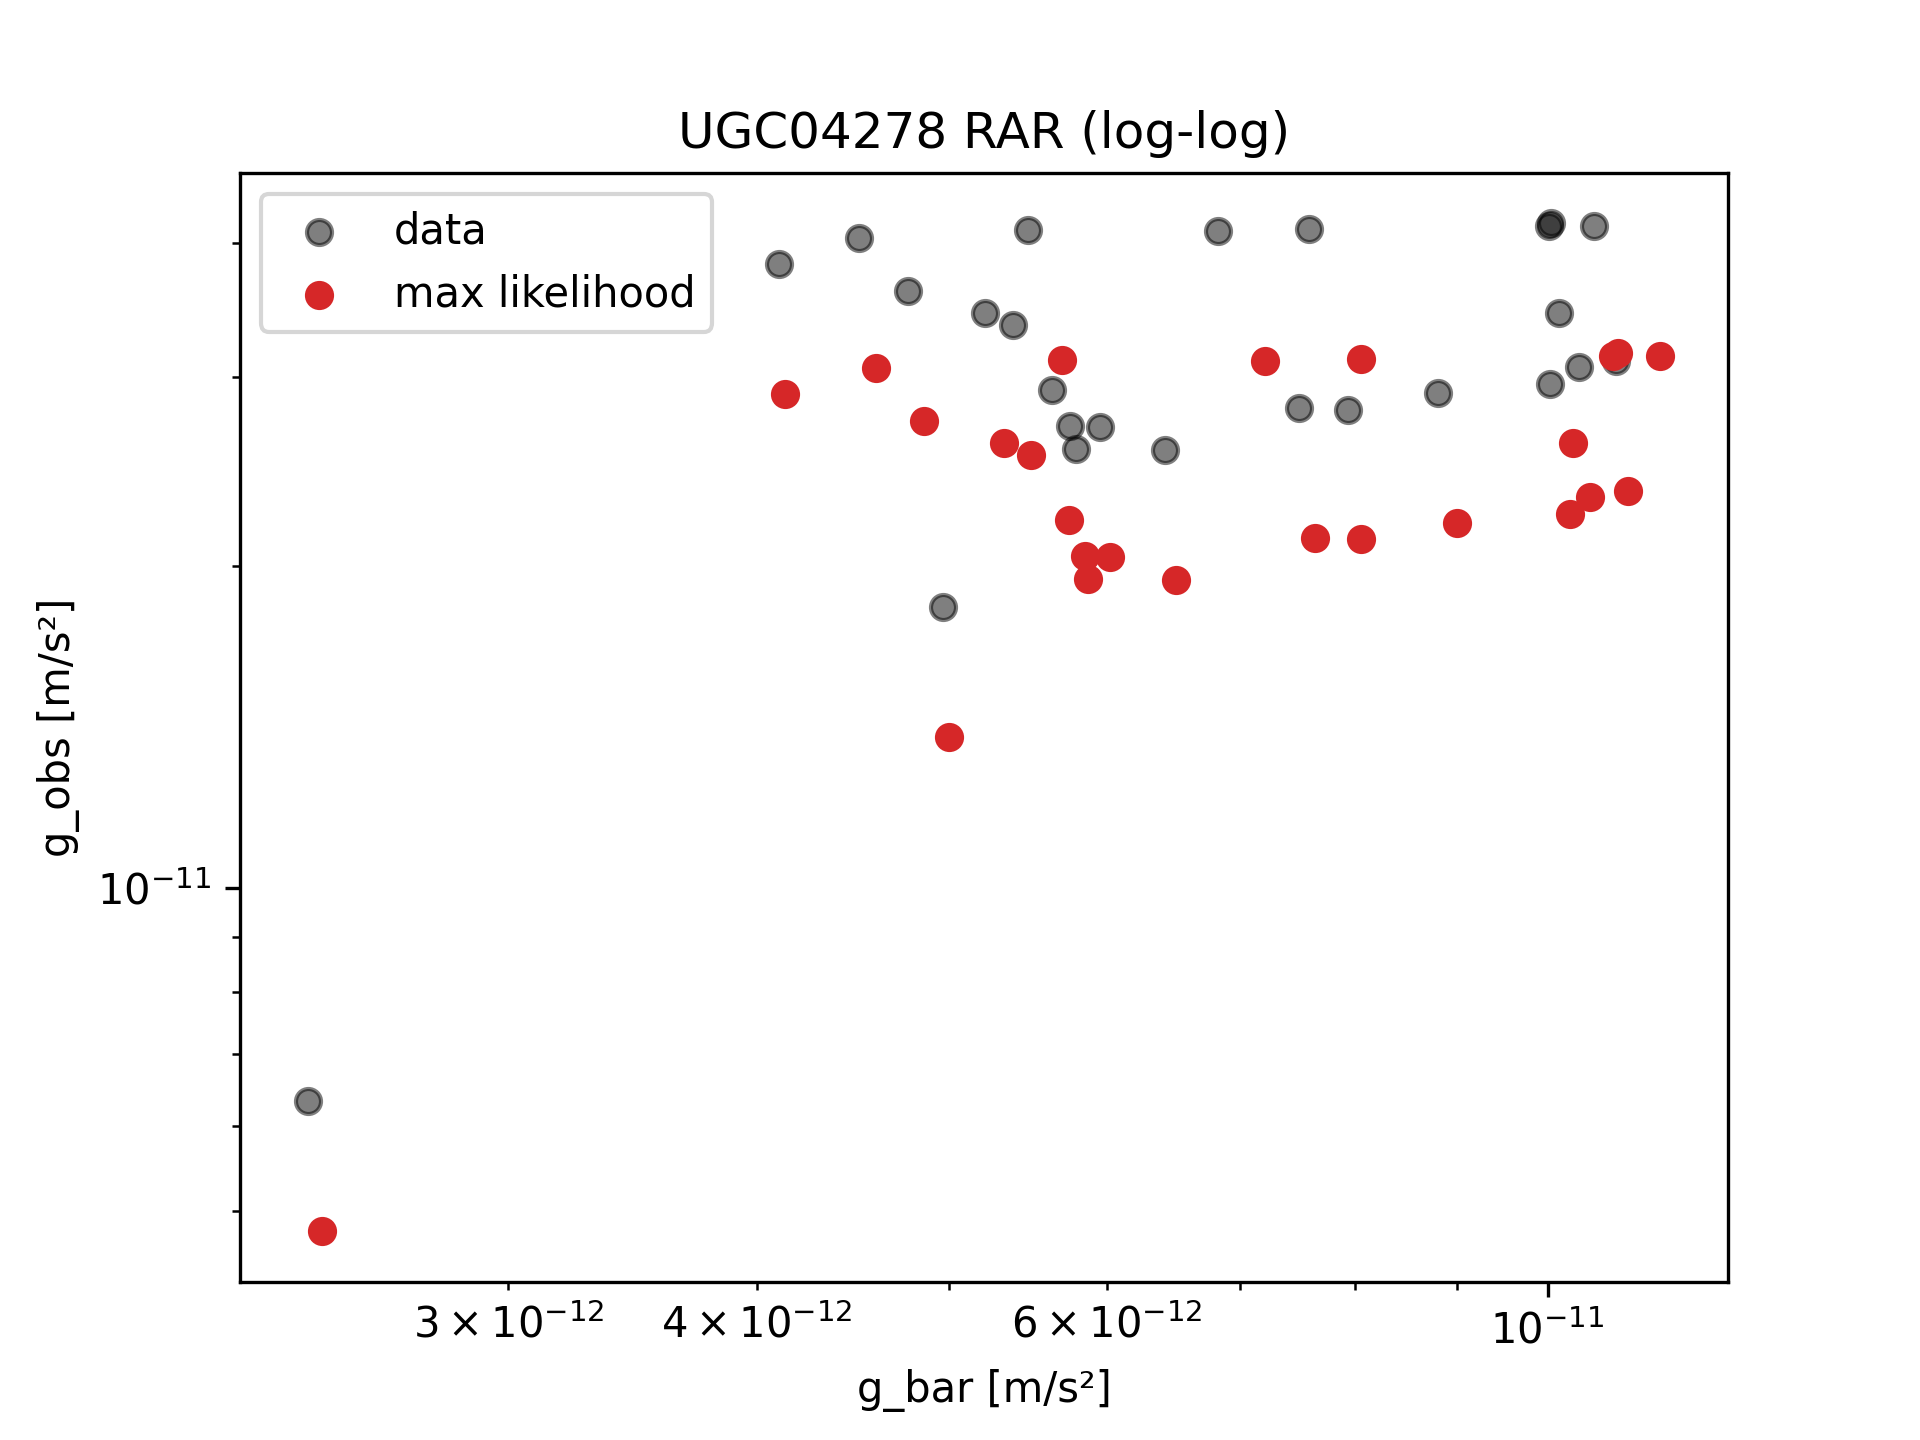 UGC04278 RAR (log-log)
data
max likelihood
g_obs [m/s²]
10⁻¹¹
3 × 10⁻¹² 4 × 10⁻¹² 6 × 10⁻¹² 10⁻¹¹
g_bar [m/s²]